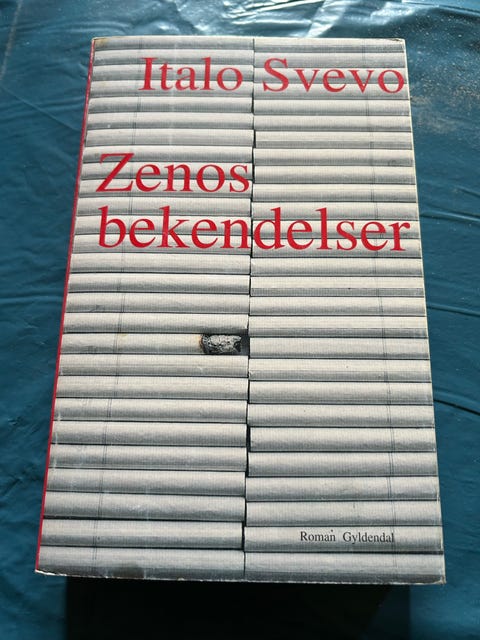 Italo Svevo
Zenos
bekendelser
Roman Gyldendal